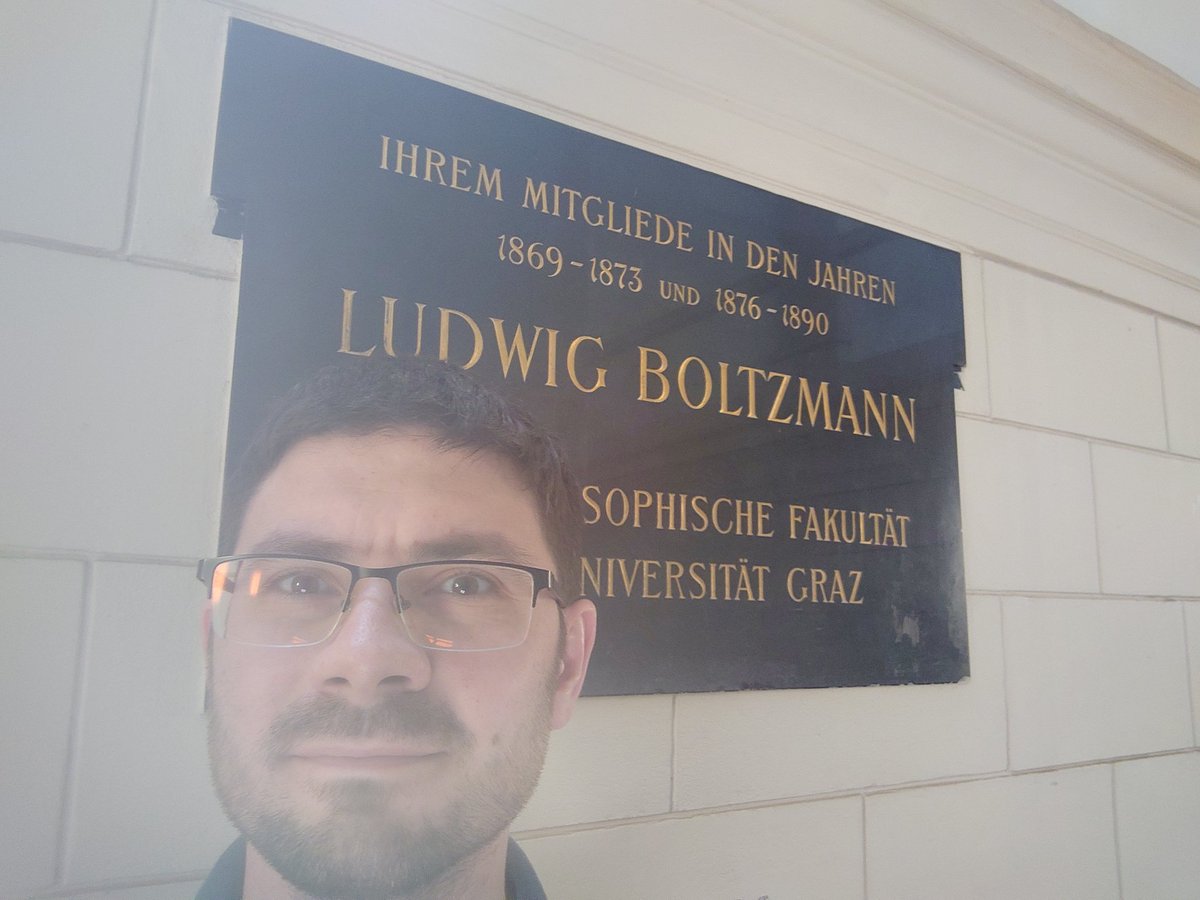 IHREM MITGLIEDE IN DEN JAHREN
1869-1873 UND 1876-1890
LUDWIG BOLTZMANN
SOPHISCHE FAKULTÄT
NIVERSITÄT GRAZ